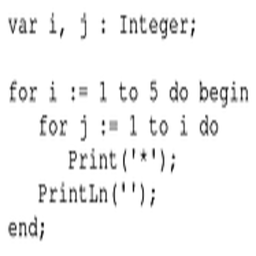 var i, j : Integer;
for i := 1 to 5 do begin
for j := 1 to i do
Print('*');
PrintLn('');
end;